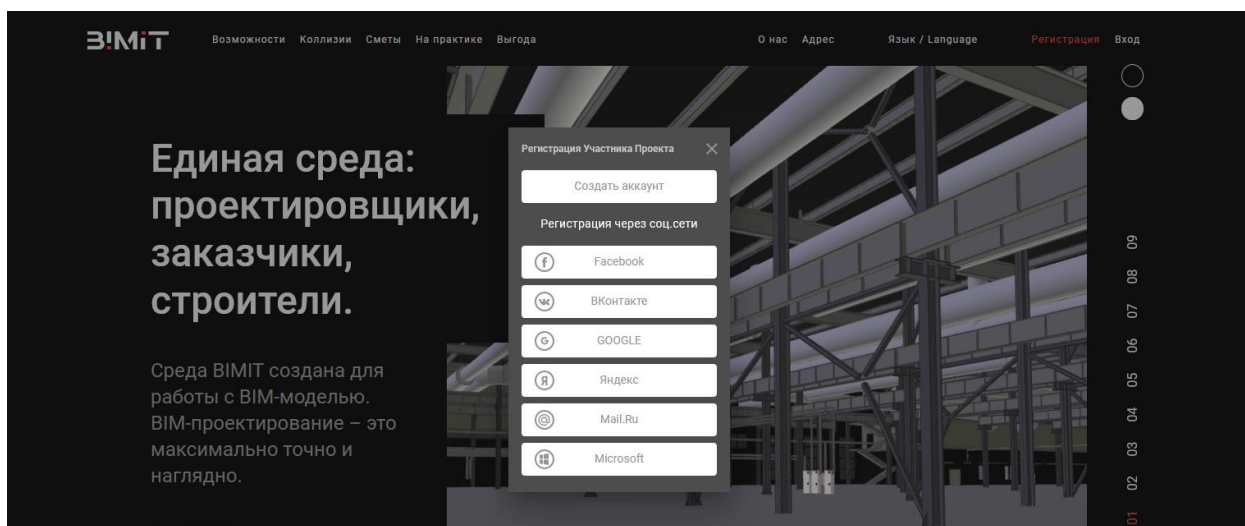 B!MiT
Возможности Коллизии Сметы На практике Выгода
О нас Адрес Язык / Language Регистрация Вход
Единая среда:
проектировщики,
заказчики,
строители.
Среда BIMIT создана для
работы с BIM-моделью.
BIM-проектирование – это
максимально точно и
наглядно.
Регистрация Участника Проекта
Создать аккаунт
Регистрация через соц.сети
Facebook
ВКонтакте
GOOGLE
Яндекс
Mail.Ru
Microsoft
09
08
07
06
05
04
03
02
01